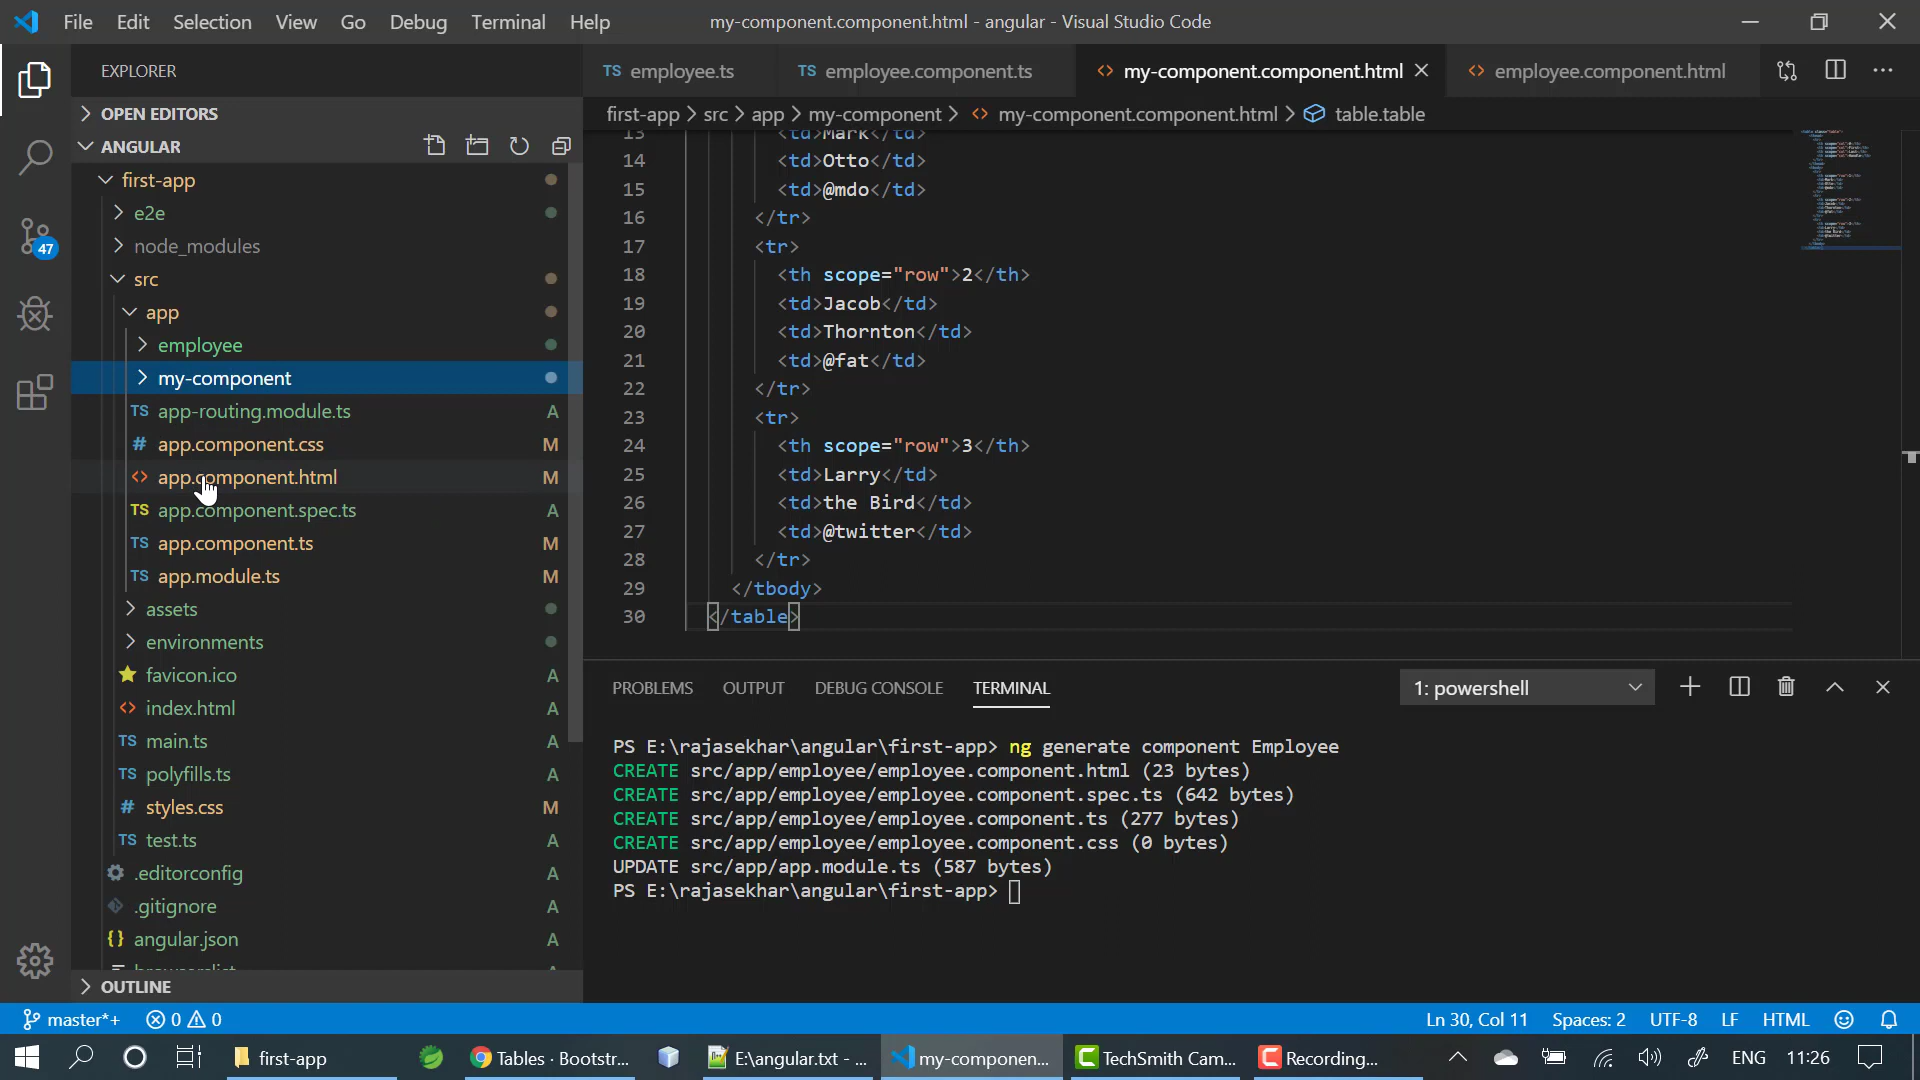 File Edit Selection View Go Debug Terminal Help
my-component.component.html - angular - Visual Studio Code
EXPLORER
OPEN EDITORS
ANGULAR
first-app
e2e
node_modules
src
app
employee
my-component
TS app-routing.module.ts A
# app.component.css M
<> app.component.html M
TS app.component.spec.ts A
TS app.component.ts M
TS app.module.ts M
assets
environments
favicon.ico A
<> index.html A
TS main.ts A
TS polyfills.ts A
# styles.css M
TS test.ts A
.editorconfig A
.gitignore A
{} angular.json A
OUTLINE
47
TS employee.ts
TS employee.component.ts
<> my-component.component.html
<> employee.component.html
first-app > src > app > my-component > <> my-component.component.html > table.table
13 <td>Mark</td>
14 <td>Otto</td>
15 <td>@mdo</td>
16 </tr>
17 <tr>
18 <th scope="row">2</th>
19 <td>Jacob</td>
20 <td>Thornton</td>
21 <td>@fat</td>
22 </tr>
23 <tr>
24 <th scope="row">3</th>
25 <td>Larry</td>
26 <td>the Bird</td>
27 <td>@twitter</td>
28 </tr>
29 </tbody>
30 </table>
PROBLEMS OUTPUT DEBUG CONSOLE TERMINAL
1: powershell
PS E:\rajasekhar\angular\first-app> ng generate component Employee
CREATE src/app/employee/employee.component.html (23 bytes)
CREATE src/app/employee/employee.component.spec.ts (642 bytes)
CREATE src/app/employee/employee.component.ts (277 bytes)
CREATE src/app/employee/employee.component.css (0 bytes)
UPDATE src/app/app.module.ts (587 bytes)
PS E:\rajasekhar\angular\first-app>
master*+ 0 0
Ln 30, Col 11 Spaces: 2 UTF-8 LF HTML
first-app
Tables · Bootstr...
E:\angular.txt - ...
my-componen...
TechSmith Cam...
Recording...
ENG 11:26